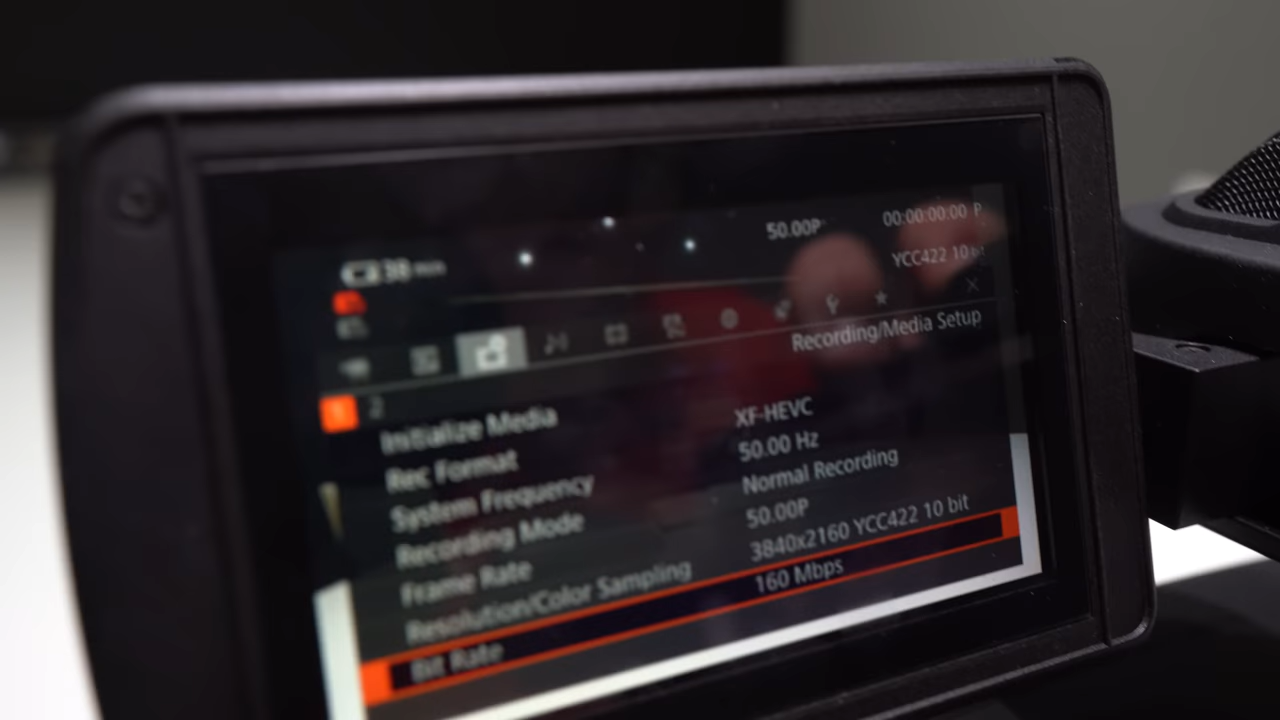 38 min 50.00P 00:00:00:00 P
YCC422 10 bit
Recording/Media Setup
1 2
Initialize Media
Rec Format XF-HEVC
System Frequency 50.00 Hz
Recording Mode Normal Recording
Frame Rate 50.00P
Resolution/Color Sampling 3840x2160 YCC422 10 bit
Bit Rate 160 Mbps